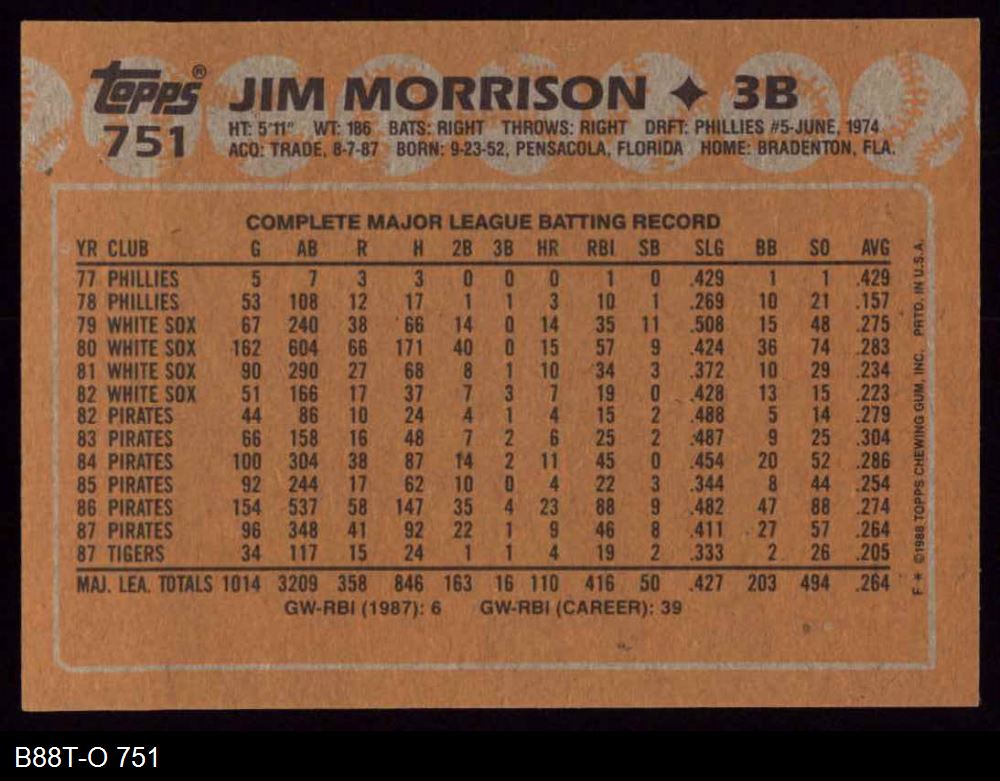 Topps®
751
JIM MORRISON ✦ 3B
HT: 5'11" WT: 186 BATS: RIGHT THROWS: RIGHT DRFT: PHILLIES #5-JUNE, 1974
ACQ: TRADE, 8-7-87 BORN: 9-23-52, PENSACOLA, FLORIDA HOME: BRADENTON, FLA.
COMPLETE MAJOR LEAGUE BATTING RECORD
YR CLUB G AB R H 2B 3B HR RBI SB SLG BB SO AVG
77 PHILLIES 5 7 3 3 0 0 0 1 0 .429 1 1 .429
78 PHILLIES 53 108 12 17 1 1 3 10 1 .269 10 21 .157
79 WHITE SOX 67 240 38 66 14 0 14 35 11 .508 15 48 .275
80 WHITE SOX 162 604 66 171 40 0 15 57 9 .424 36 74 .283
81 WHITE SOX 90 290 27 68 8 1 10 34 3 .372 10 29 .234
82 WHITE SOX 51 166 17 37 7 3 7 19 0 .428 13 15 .223
82 PIRATES 44 86 10 24 4 1 4 15 2 .488 5 14 .279
83 PIRATES 66 158 16 48 7 2 6 25 2 .487 9 25 .304
84 PIRATES 100 304 38 87 14 2 11 45 0 .454 20 52 .286
85 PIRATES 92 244 17 62 10 0 4 22 3 .344 8 44 .254
86 PIRATES 154 537 58 147 35 4 23 88 9 .482 47 88 .274
87 PIRATES 96 348 41 92 22 1 9 46 8 .411 27 57 .264
87 TIGERS 34 117 15 24 1 1 4 19 2 .333 2 26 .205
MAJ. LEA. TOTALS 1014 3209 358 846 163 16 110 416 50 .427 203 494 .264
GW-RBI (1987): 6 GW-RBI (CAREER): 39
F* ©1988 TOPPS CHEWING GUM, INC. PRTD. IN U.S.A.
B88T-O 751